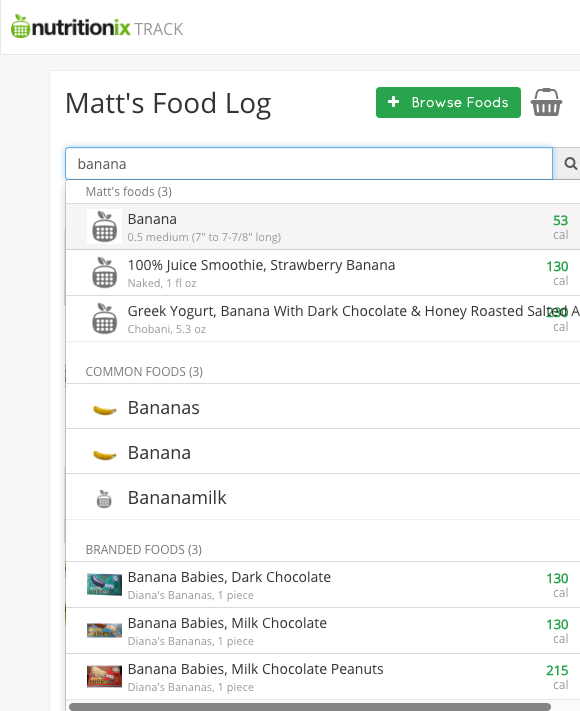 nutritionix TRACK
Matt's Food Log
Browse Foods
banana
Matt's foods (3)
Banana 53
0.5 medium (7" to 7-7/8" long) cal
100% Juice Smoothie, Strawberry Banana 130
Naked, 1 fl oz cal
Greek Yogurt, Banana With Dark Chocolate & Honey Roasted Salted A 230
Chobani, 5.3 oz cal
COMMON FOODS (3)
Bananas
Banana
Bananamilk
BRANDED FOODS (3)
Banana Babies, Dark Chocolate 130
Diana's Bananas, 1 piece cal
Banana Babies, Milk Chocolate 130
Diana's Bananas, 1 piece cal
Banana Babies, Milk Chocolate Peanuts 215
Diana's Bananas, 1 piece cal